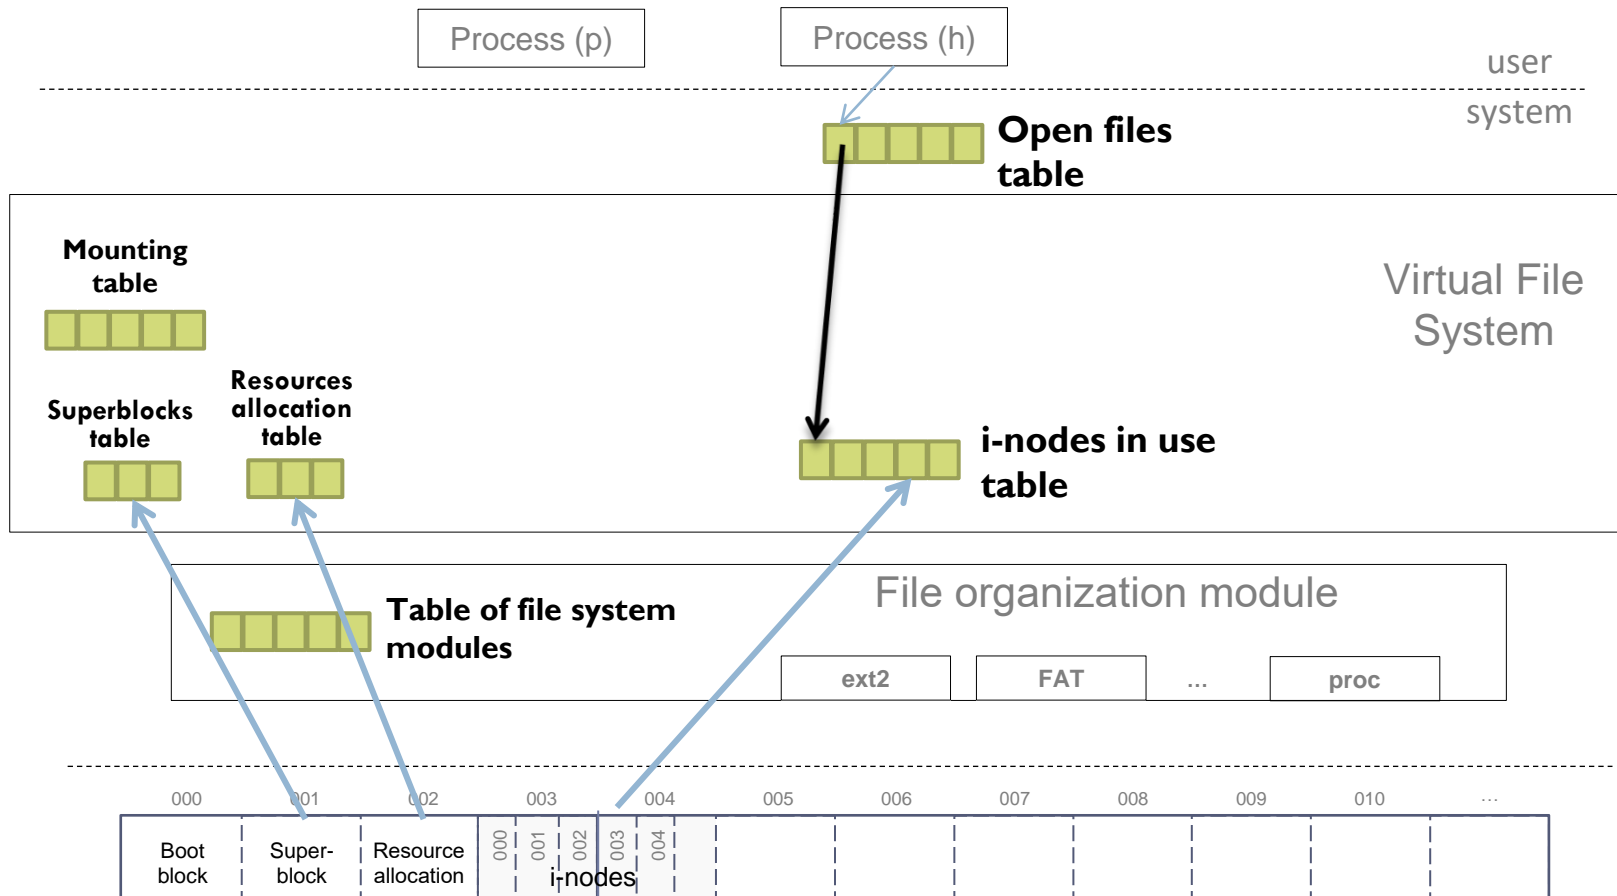 Process (p)
Process (h)
user
system
Open files
table
Mounting
table
Virtual File
System
Resources
allocation
table
Superblocks
table
i-nodes in use
table
File organization module
Table of file system
modules
ext2
FAT
...
proc
000
001
002
003
004
005
006
007
008
009
010
...
000
001
002
003
004
Boot
block
Super-
block
Resource
allocation
i-nodes